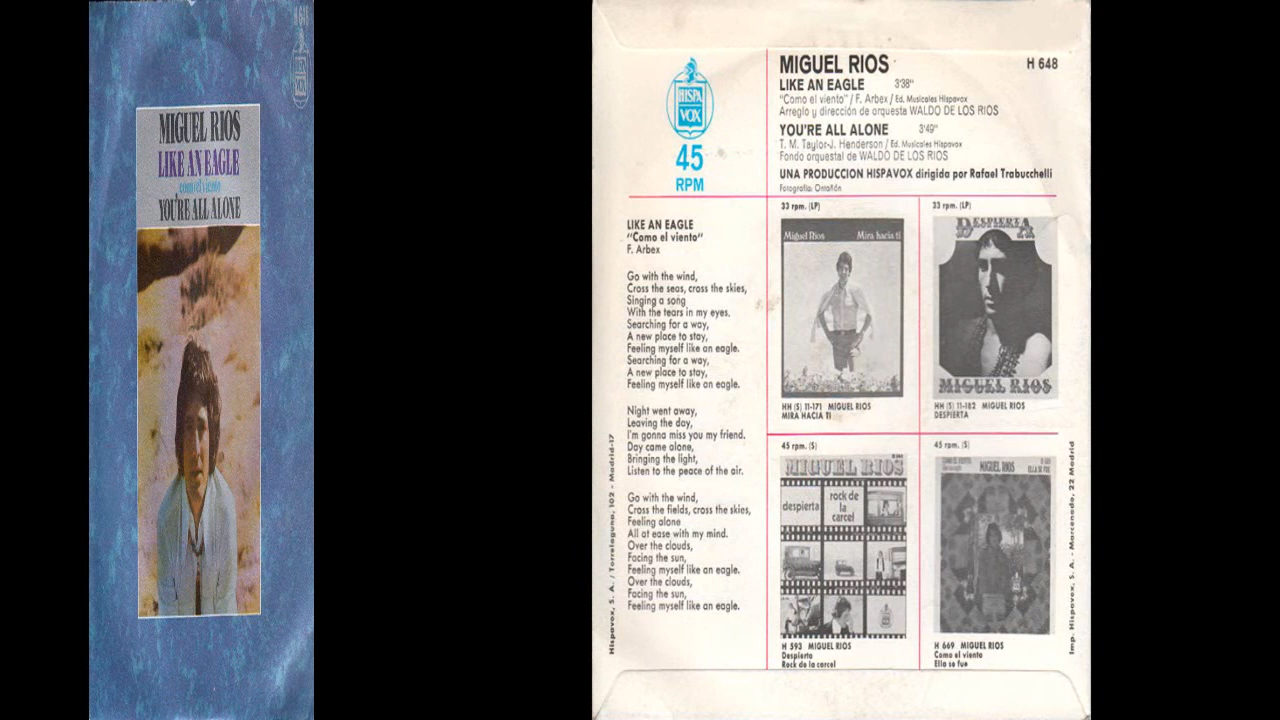 H 648
MIGUEL RIOS
LIKE AN EAGLE
como el viento
YOU'RE ALL ALONE
HISPA
VOX
45
RPM
MIGUEL RIOS
H 648
LIKE AN EAGLE 3'38"
"Como el viento" / F. Arbex / Ed. Musicales Hispavox
Arreglo y dirección de orquesta WALDO DE LOS RIOS
YOU'RE ALL ALONE 3'49"
T. M. Taylor-J. Henderson / Ed. Musicales Hispavox
Fondo orquestal de WALDO DE LOS RIOS
UNA PRODUCCION HISPAVOX dirigida por Rafael Trabucchelli
Fotografía: Ontañón
LIKE AN EAGLE
"Como el viento"
F. Arbex
Go with the wind,
Cross the seas, cross the skies,
Singing a song
With the tears in my eyes.
Searching for a way,
A new place to stay,
Feeling myself like an eagle.
Searching for a way,
A new place to stay,
Feeling myself like an eagle.
Night went away,
Leaving the day,
I'm gonna miss you my friend.
Day came alone,
Bringing the light,
Listen to the peace of the air.
Go with the wind,
Cross the fields, cross the skies,
Feeling alone
All at ease with my mind.
Over the clouds,
Facing the sun,
Feeling myself like an eagle.
Over the clouds,
Facing the sun,
Feeling myself like an eagle.
Hispavox, S. A. / Torrelaguna, 102 - Madrid-17
33 rpm. (LP)
Miguel Rios Mira hacia ti
HH (S) 11-171 MIGUEL RIOS
MIRA HACIA TI
33 rpm. (LP)
DESPIERTA
MIGUEL RIOS
HH (S) 11-182 MIGUEL RIOS
DESPIERTA
45 rpm. (S)
MIGUEL RIOS
despierta
rock de
la
carcel
H 593 MIGUEL RIOS
Despierta
Rock de la carcel
45 rpm. (S)
COMO EL VIENTO
MIGUEL RIOS
ELLA SE FUE
H 669 MIGUEL RIOS
Como el viento
Ella se fue
Imp. Hispavox, S. A. - Marcenado, 22 Madrid